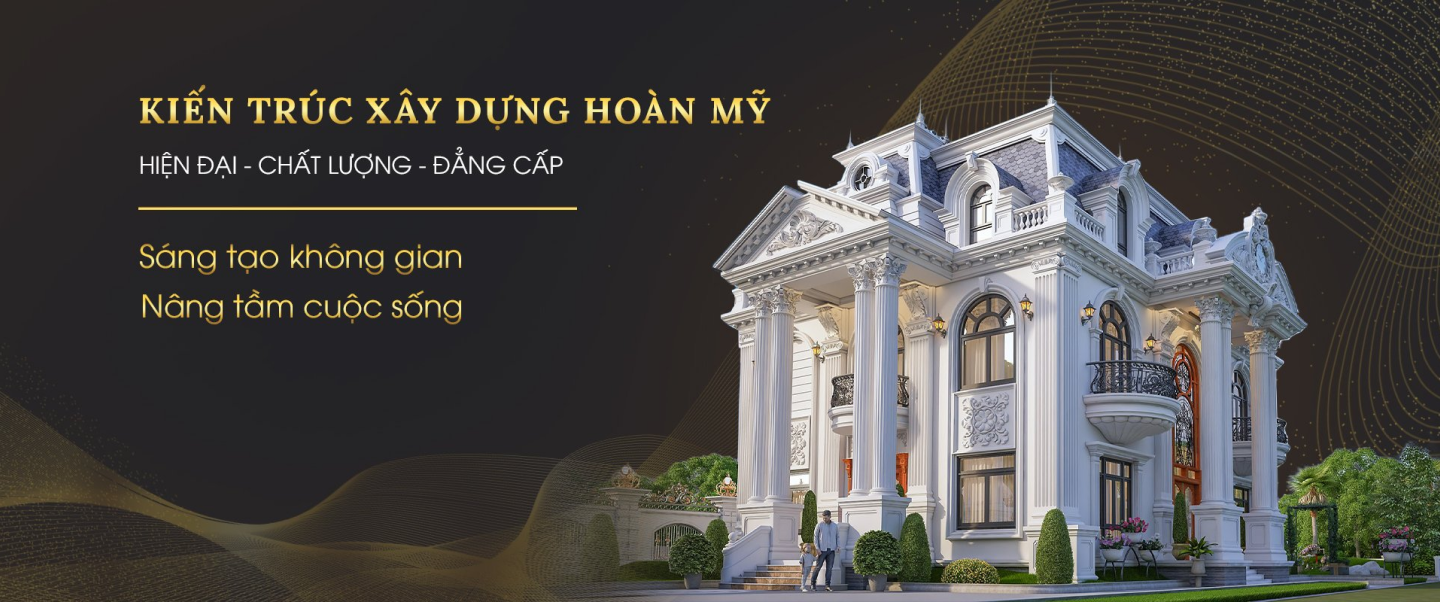 KIẾN TRÚC XÂY DỰNG HOÀN MỸ
HIỆN ĐẠI - CHẤT LƯỢNG - ĐẲNG CẤP
Sáng tạo không gian
Nâng tầm cuộc sống